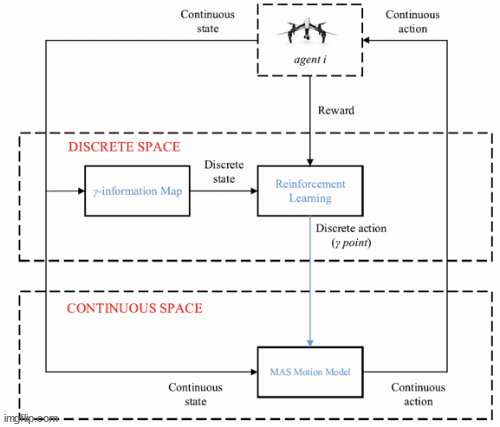 Continuous
state
Continuous
action
agent i
Reward
DISCRETE SPACE
Discrete
state
γ-information Map
Reinforcement
Learning
Discrete action
(γ point)
CONTINUOUS SPACE
MAS Motion Model
Continuous
state
Continuous
action
imgflip.com